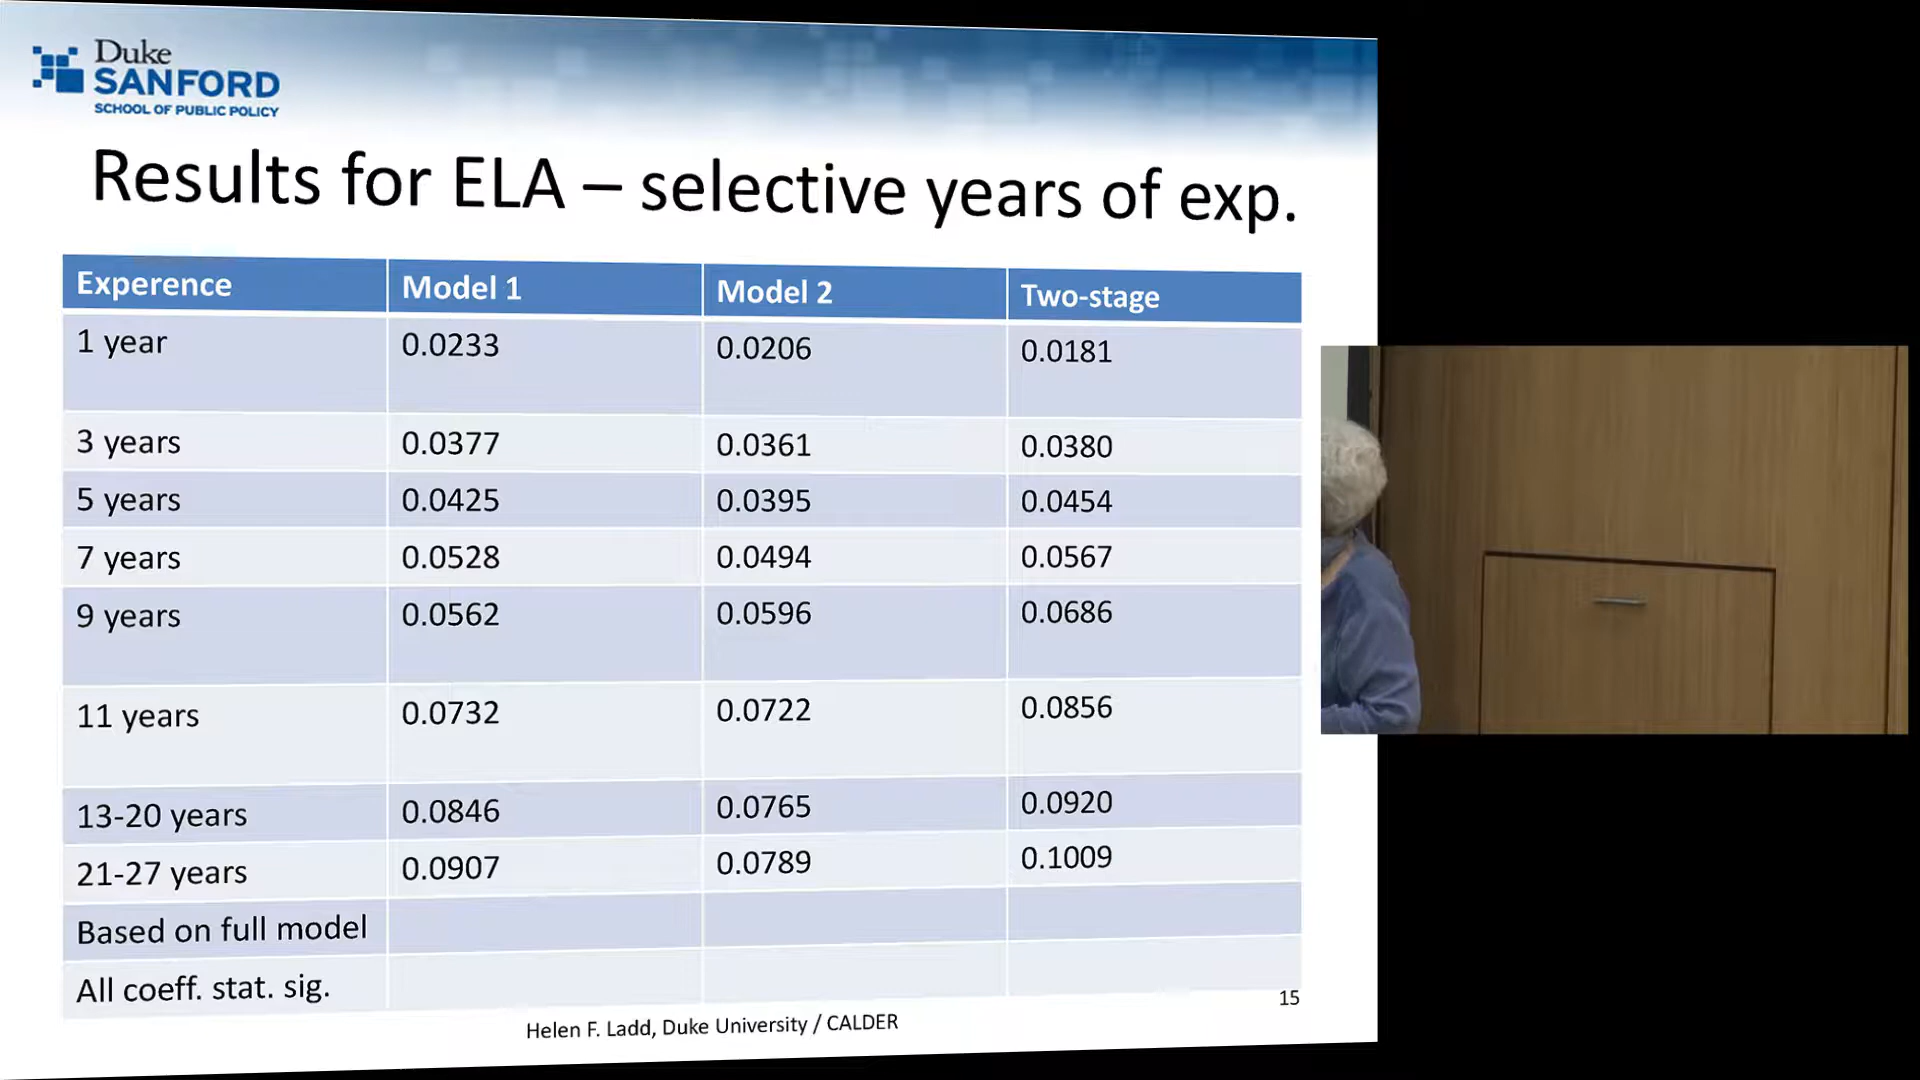 Duke
SANFORD
SCHOOL OF PUBLIC POLICY
Results for ELA – selective years of exp.
Experence Model 1 Model 2 Two-stage
1 year 0.0233 0.0206 0.0181
3 years 0.0377 0.0361 0.0380
5 years 0.0425 0.0395 0.0454
7 years 0.0528 0.0494 0.0567
9 years 0.0562 0.0596 0.0686
11 years 0.0732 0.0722 0.0856
13-20 years 0.0846 0.0765 0.0920
21-27 years 0.0907 0.0789 0.1009
Based on full model
All coeff. stat. sig.
15
Helen F. Ladd, Duke University / CALDER